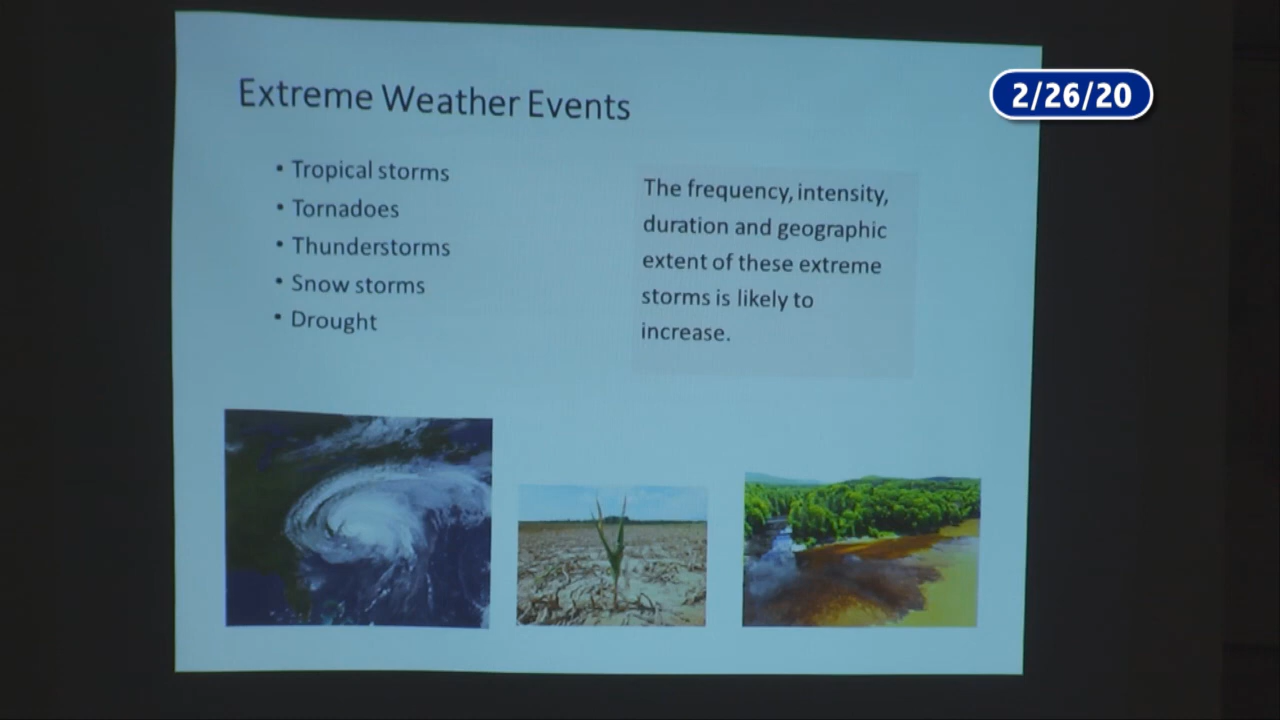 2/26/20
Extreme Weather Events
• Tropical storms
• Tornadoes
• Thunderstorms
• Snow storms
• Drought
The frequency, intensity,
duration and geographic
extent of these extreme
storms is likely to
increase.